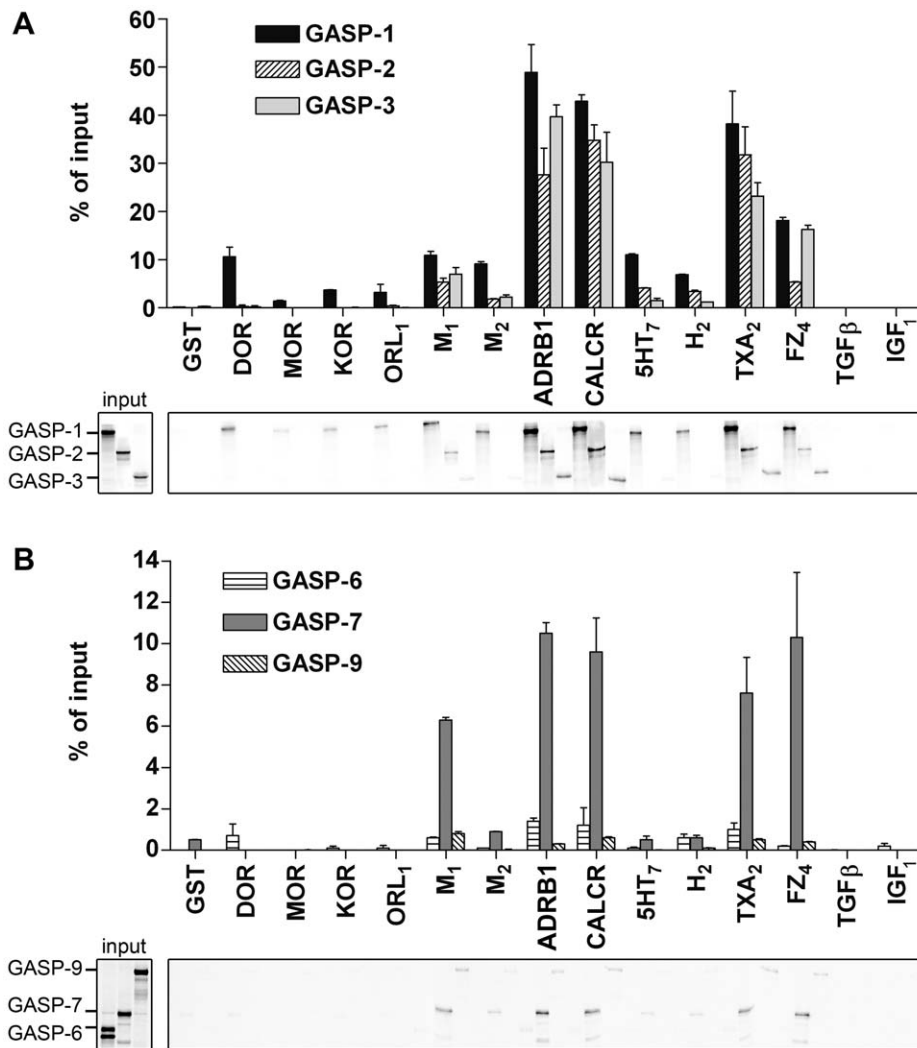 A
% of input
60
50
40
30
20
10
0
GASP-1
GASP-2
GASP-3
GST DOR MOR KOR ORL₁ M₁ M₂ ADRB1 CALCR 5HT₇ H₂ TXA₂ FZ₄ TGFβ IGF₁
input
GASP-1
GASP-2
GASP-3
B
% of input
14
12
10
8
6
4
2
0
GASP-6
GASP-7
GASP-9
GST DOR MOR KOR ORL₁ M₁ M₂ ADRB1 CALCR 5HT₇ H₂ TXA₂ FZ₄ TGFβ IGF₁
input
GASP-9
GASP-7
GASP-6